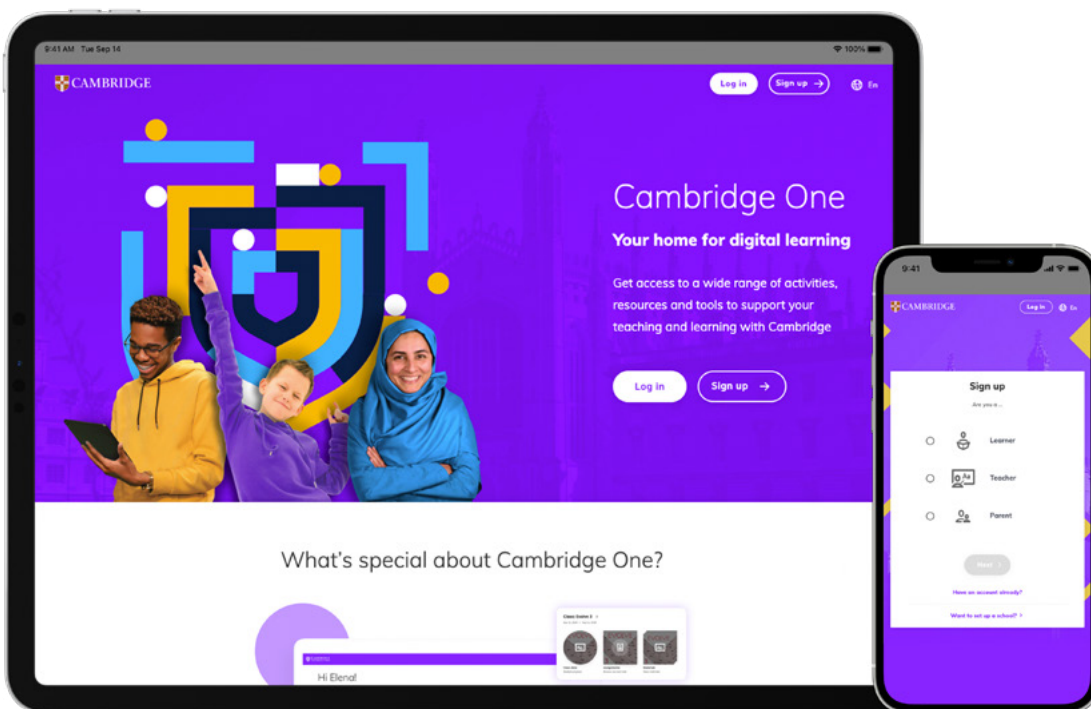 9:41 AM Tue Sep 14
100%
CAMBRIDGE
Log in
Sign up →
En
Cambridge One
Your home for digital learning
Get access to a wide range of activities,
resources and tools to support your
teaching and learning with Cambridge
Log in
Sign up →
What's special about Cambridge One?
Hi Elena!
9:41
CAMBRIDGE
Log in
En
Sign up
Are you a ...
Learner
Teacher
Parent
Next
Have an account already?
Want to set up a school? >